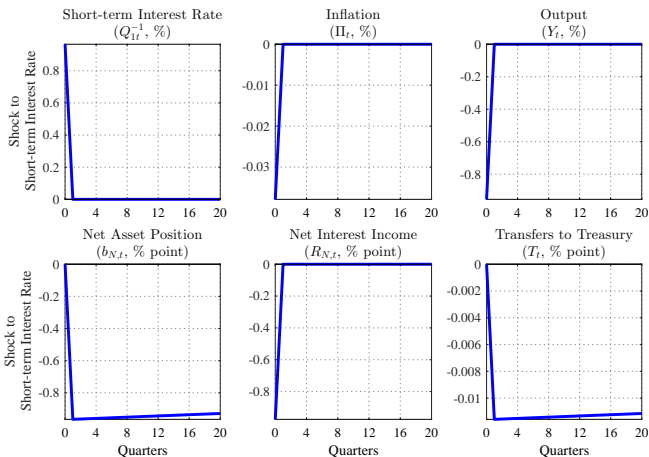 Short-term Interest Rate
(Q_{1t}^{-1}, %)
Shock to
Short-term Interest Rate
0.8
0.6
0.4
0.2
0
0 4 8 12 16 20
Inflation
(Π_t, %)
0
-0.01
-0.02
-0.03
0 4 8 12 16 20
Output
(Y_t, %)
0
-0.2
-0.4
-0.6
-0.8
0 4 8 12 16 20
Net Asset Position
(b_{N,t}, % point)
Shock to
Short-term Interest Rate
0
-0.2
-0.4
-0.6
-0.8
0 4 8 12 16 20
Quarters
Net Interest Income
(R_{N,t}, % point)
0
-0.2
-0.4
-0.6
-0.8
0 4 8 12 16 20
Quarters
Transfers to Treasury
(T_t, % point)
0
-0.002
-0.004
-0.006
-0.008
-0.01
0 4 8 12 16 20
Quarters